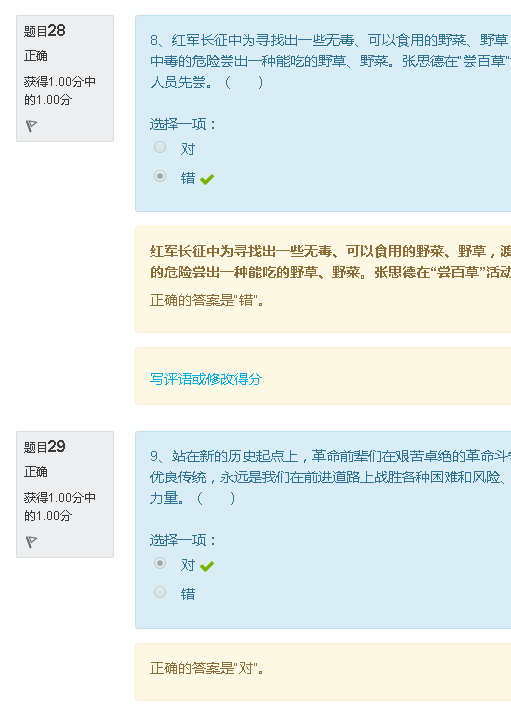 题目28
正确
获得1.00分中
的1.00分
8、红军长征中为寻找出一些无毒、可以食用的野菜、野草
中毒的危险尝出一种能吃的野草、野菜。张思德在"尝百草"
人员先尝。（　　）
选择一项：
对
错
红军长征中为寻找出一些无毒、可以食用的野菜、野草，渡
的危险尝出一种能吃的野草、野菜。张思德在“尝百草”活动
正确的答案是“错”。
写评语或修改得分
题目29
正确
获得1.00分中
的1.00分
9、站在新的历史起点上，革命前辈们在艰苦卓绝的革命斗争
优良传统，永远是我们在前进道路上战胜各种困难和风险、
力量。（　　）
选择一项：
对
错
正确的答案是“对”。